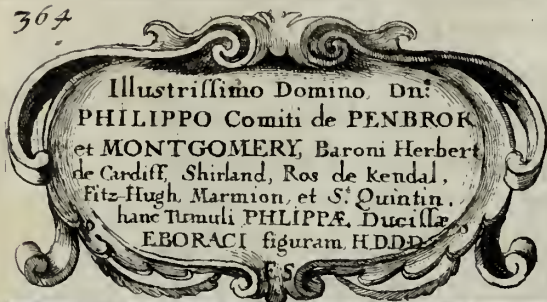 364
Illustrissimo Domino, Dn̄:
PHILIPPO Comiti de PENBROK
et MONTGOMERY, Baroni Herbert
de Cardiff, Shirland, Ros de Kendal,
Fitz-Hugh, Marmion, et S.t Quintin,
hanc Tumuli PHLIPPÆ Ducissæ
EBORACI figuram H.D.D.D.
E S